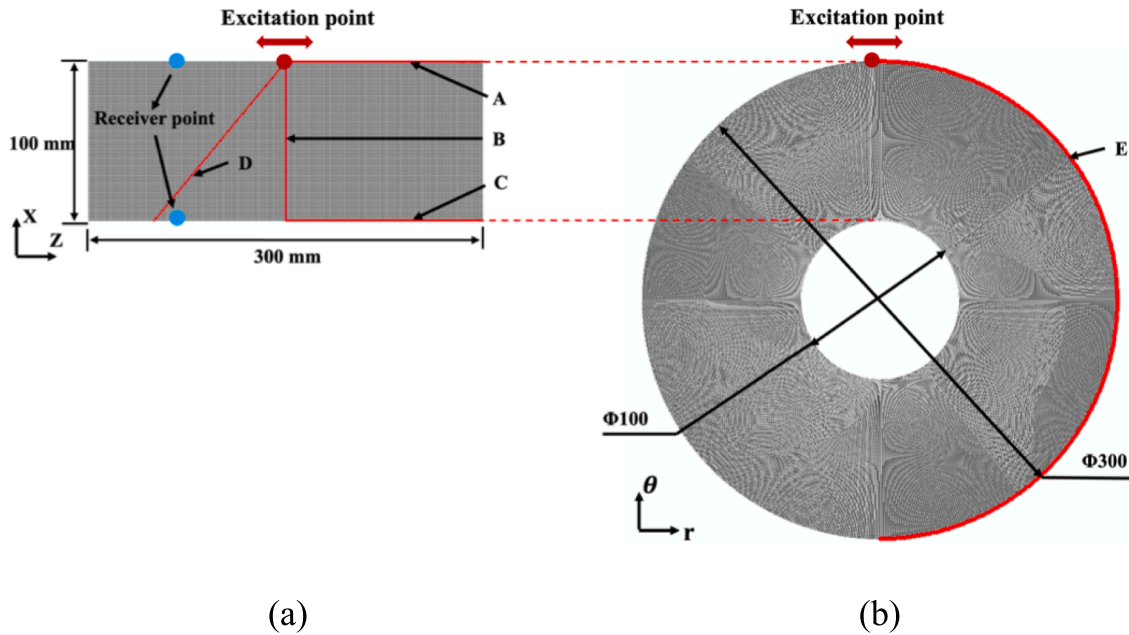 Excitation point
Receiver point
100 mm
A
B
C
D
X
Z
300 mm
Excitation point
E
Φ100
Φ300
θ
r
(a)
(b)